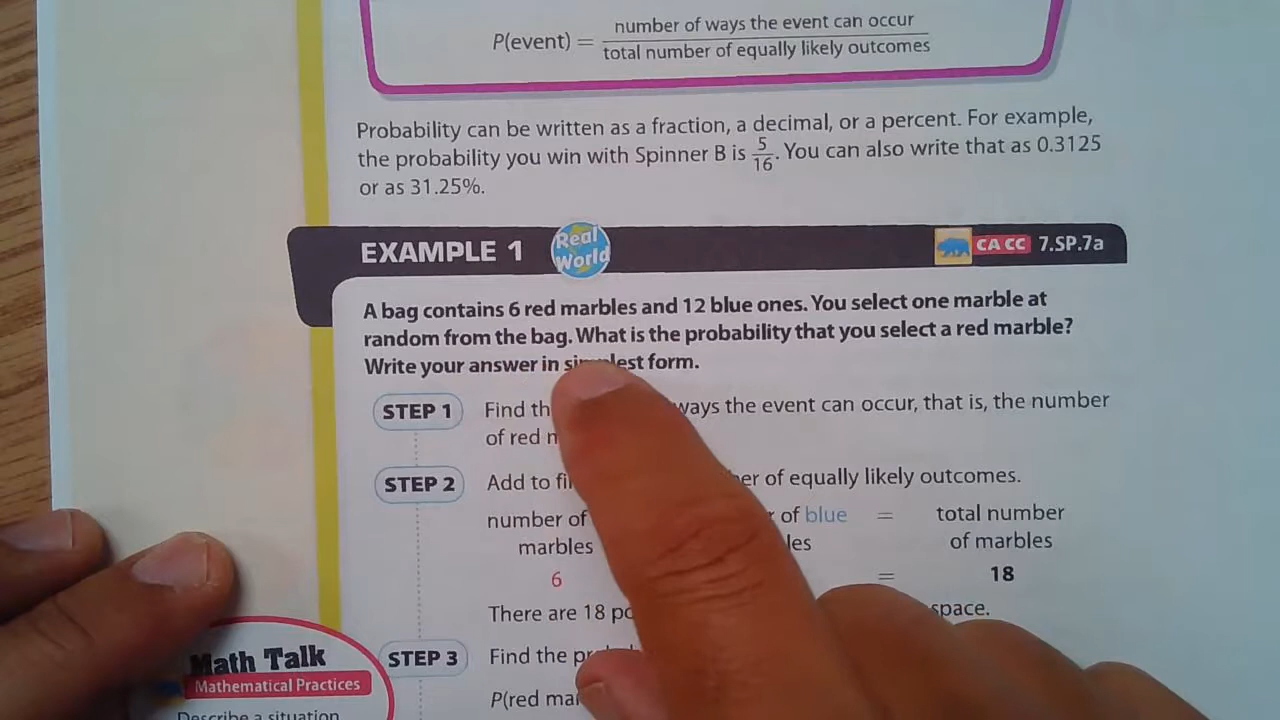 P(event) = number of ways the event can occur
total number of equally likely outcomes
Probability can be written as a fraction, a decimal, or a percent. For example,
the probability you win with Spinner B is 5/16. You can also write that as 0.3125
or as 31.25%.
EXAMPLE 1 Real World CA CC 7.SP.7a
A bag contains 6 red marbles and 12 blue ones. You select one marble at
random from the bag. What is the probability that you select a red marble?
Write your answer in simplest form.
STEP 1 Find ways the event can occur, that is, the number
of red
STEP 2 Add to of equally likely outcomes.
number of of blue = total number
marbles of marbles
6 = 18
There are 18 space.
STEP 3 Find the
P(red
Math Talk
Mathematical Practices
Describe a situation